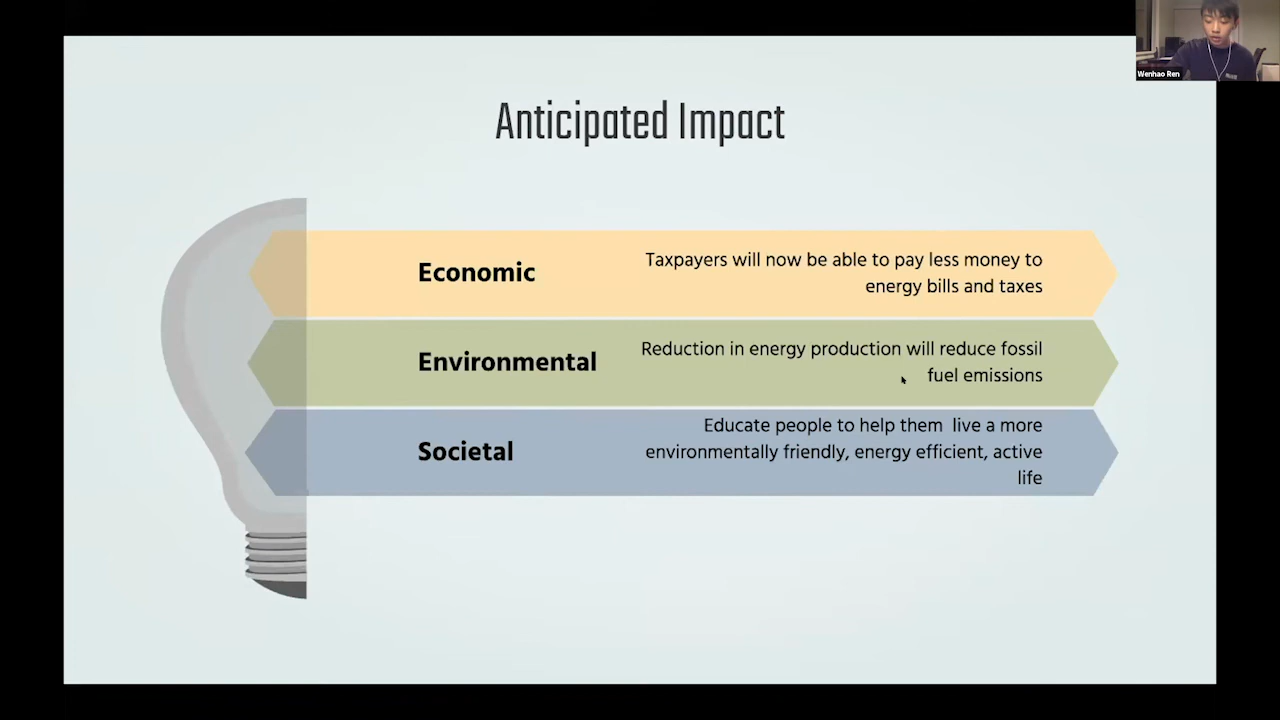 Wenhao Ren
Anticipated Impact
Economic
Taxpayers will now be able to pay less money to
energy bills and taxes
Environmental
Reduction in energy production will reduce fossil
fuel emissions
Societal
Educate people to help them  live a more
environmentally friendly, energy efficient, active
life